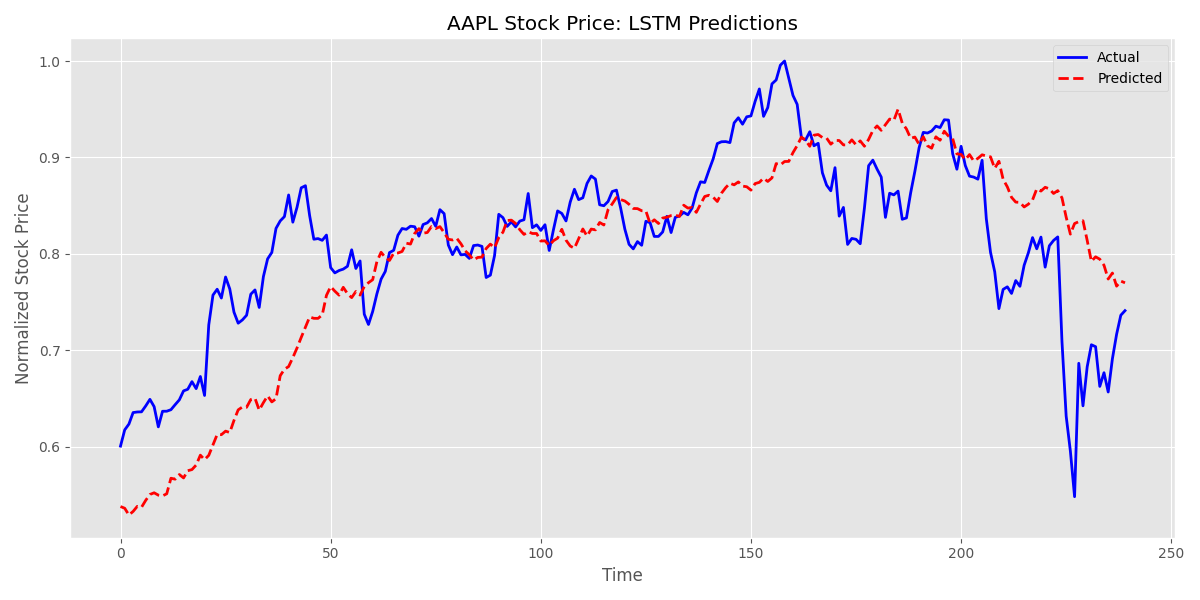 AAPL Stock Price: LSTM Predictions
Actual
Predicted
Normalized Stock Price
1.0
0.9
0.8
0.7
0.6
0 50 100 150 200 250
Time